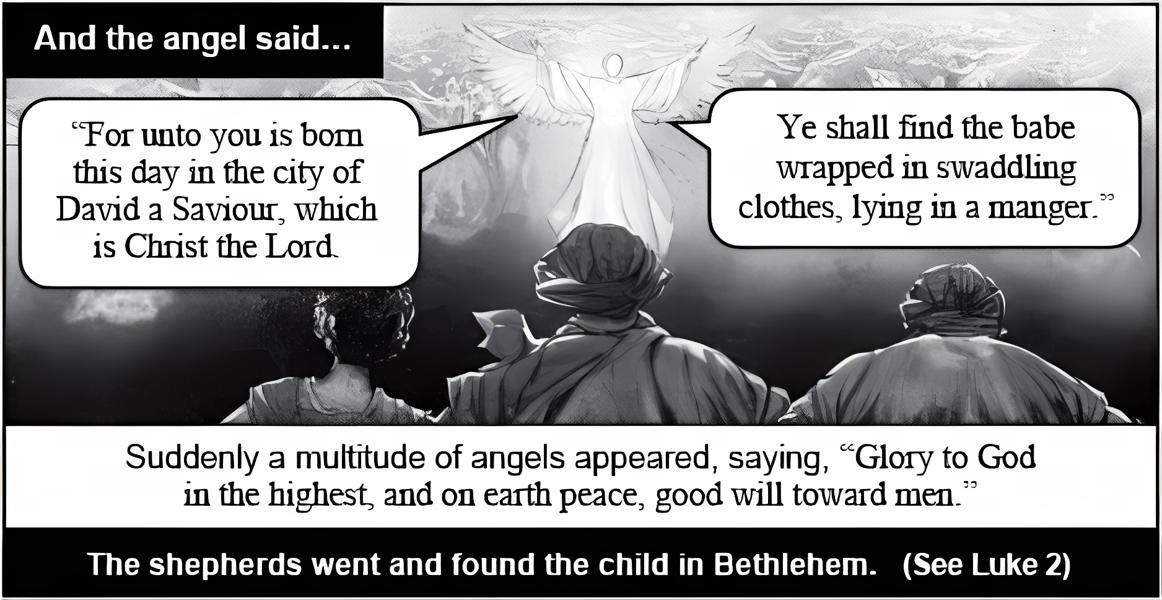 And the angel said...
“For unto you is born
this day in the city of
David a Saviour, which
is Christ the Lord.
Ye shall find the babe
wrapped in swaddling
clothes, lying in a manger.”
Suddenly a multitude of angels appeared, saying, “Glory to God
in the highest, and on earth peace, good will toward men.”
The shepherds went and found the child in Bethlehem. (See Luke 2)